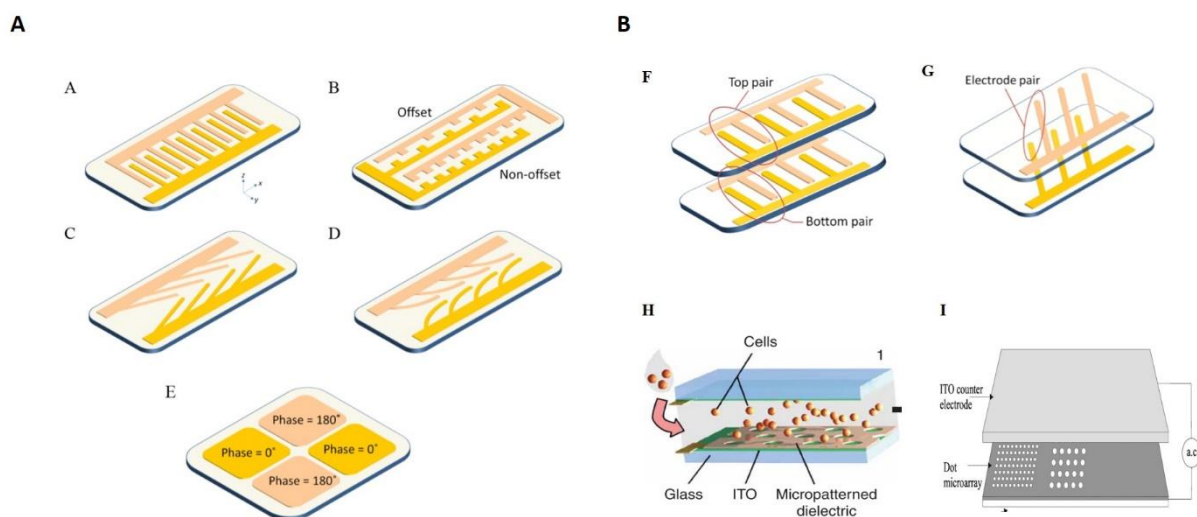 A
B
A
z
x
y
B
Offset
Non-offset
C
D
E
Phase = 180˚
Phase = 0˚
Phase = 0˚
Phase = 180˚
F
Top pair
Bottom pair
G
Electrode pair
H
Cells
1
Glass
ITO
Micropatterned
dielectric
I
ITO counter
electrode
Dot
microarray
a.c